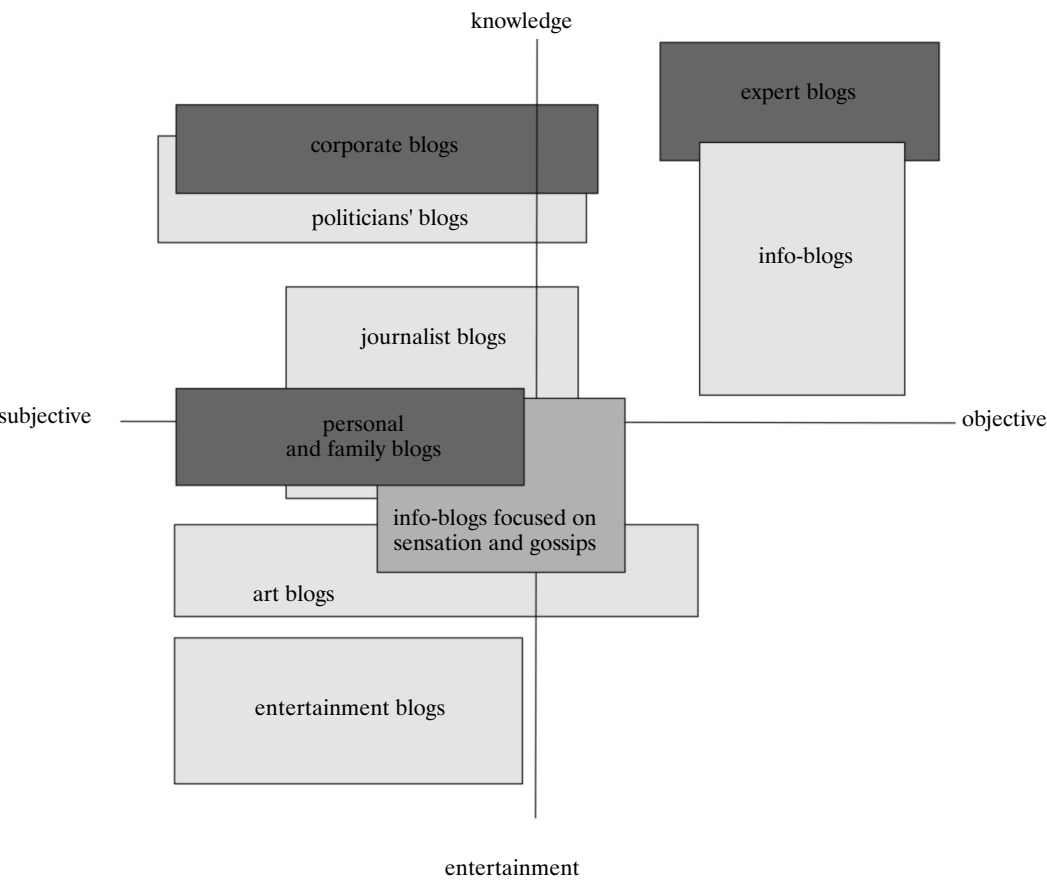 knowledge
expert blogs
corporate blogs
politicians' blogs
info-blogs
journalist blogs
subjective
objective
personal
and family blogs
info-blogs focused on
sensation and gossips
art blogs
entertainment blogs
entertainment